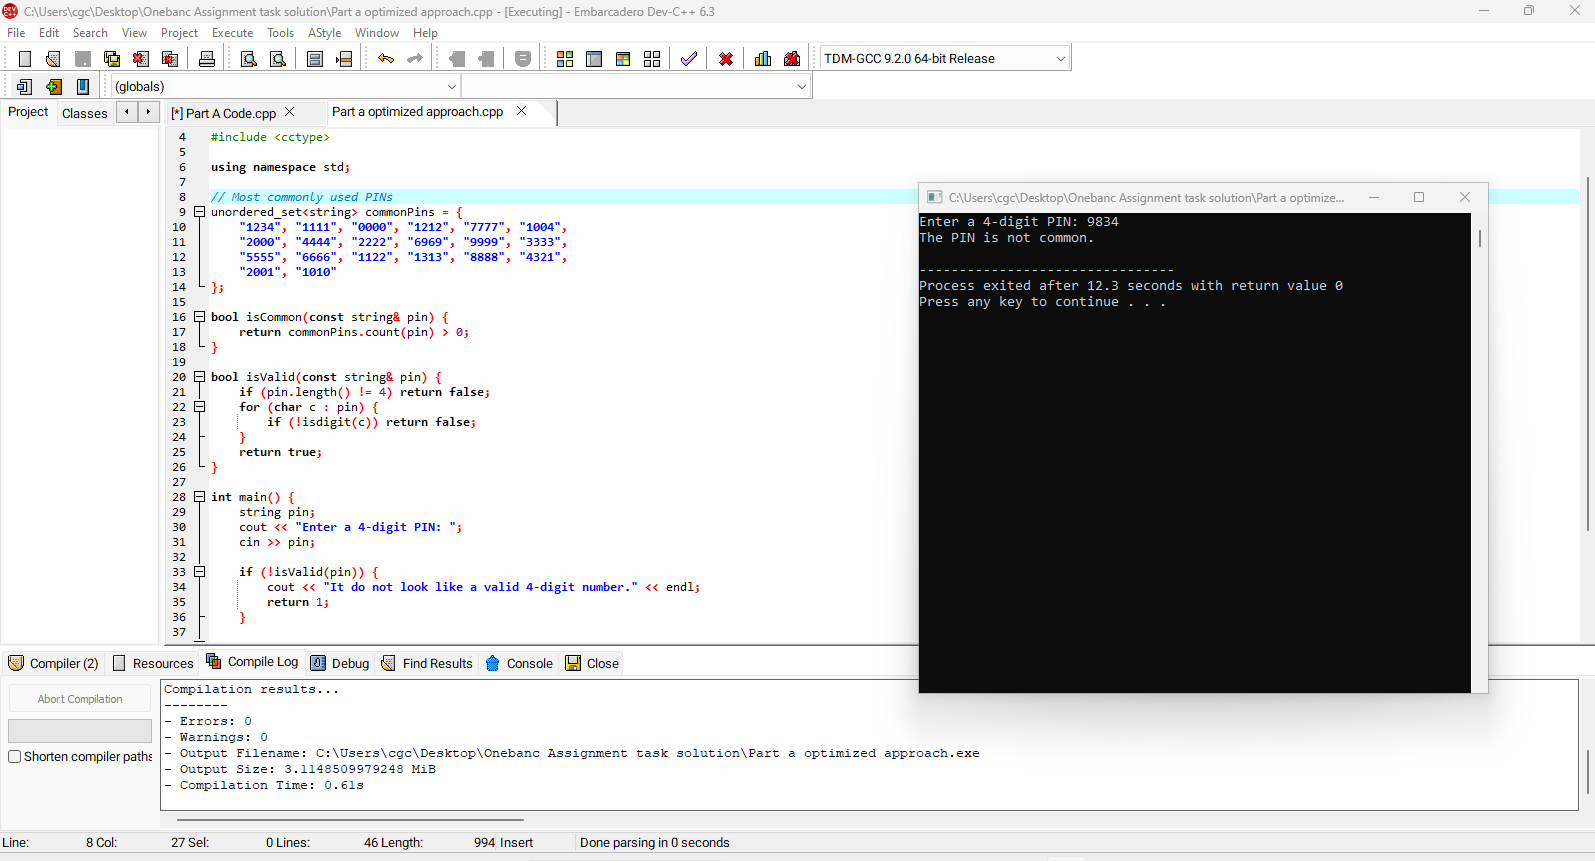 C:\Users\cgc\Desktop\Onebanc Assignment task solution\Part a optimized approach.cpp - [Executing] - Embarcadero Dev-C++ 6.3
File Edit Search View Project Execute Tools AStyle Window Help
TDM-GCC 9.2.0 64-bit Release
(globals)
Project Classes [*] Part A Code.cpp Part a optimized approach.cpp
4 #include <cctype>
5
6 using namespace std;
7
8 // Most commonly used PINs
9 unordered_set<string> commonPins = {
10 "1234", "1111", "0000", "1212", "7777", "1004",
11 "2000", "4444", "2222", "6969", "9999", "3333",
12 "5555", "6666", "1122", "1313", "8888", "4321",
13 "2001", "1010"
14 };
15
16 bool isCommon(const string& pin) {
17 return commonPins.count(pin) > 0;
18 }
19
20 bool isValid(const string& pin) {
21 if (pin.length() != 4) return false;
22 for (char c : pin) {
23 if (!isdigit(c)) return false;
24 }
25 return true;
26 }
27
28 int main() {
29 string pin;
30 cout << "Enter a 4-digit PIN: ";
31 cin >> pin;
32
33 if (!isValid(pin)) {
34 cout << "It do not look like a valid 4-digit number." << endl;
35 return 1;
36 }
37
C:\Users\cgc\Desktop\Onebanc Assignment task solution\Part a optimize...
Enter a 4-digit PIN: 9834
The PIN is not common.
--------------------------------
Process exited after 12.3 seconds with return value 0
Press any key to continue . . .
Compiler (2) Resources Compile Log Debug Find Results Console Close
Abort Compilation
Shorten compiler paths
Compilation results...
--------
- Errors: 0
- Warnings: 0
- Output Filename: C:\Users\cgc\Desktop\Onebanc Assignment task solution\Part a optimized approach.exe
- Output Size: 3.1148509979248 MiB
- Compilation Time: 0.61s
Line: 8 Col: 27 Sel: 0 Lines: 46 Length: 994 Insert Done parsing in 0 seconds